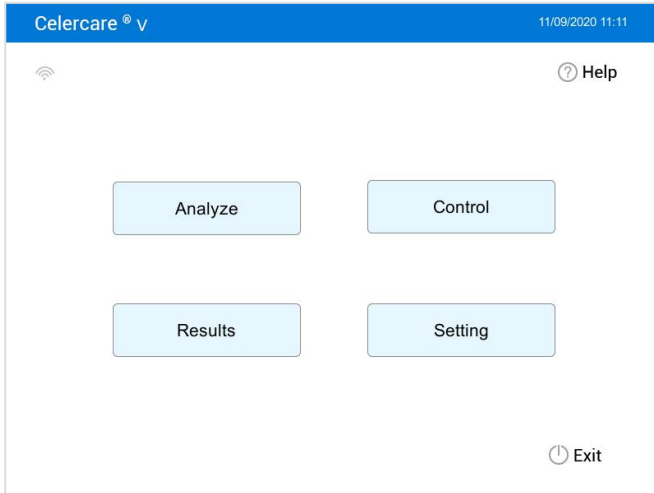 Celercare ® V 11/09/2020 11:11
? Help
Analyze Control
Results Setting
Exit